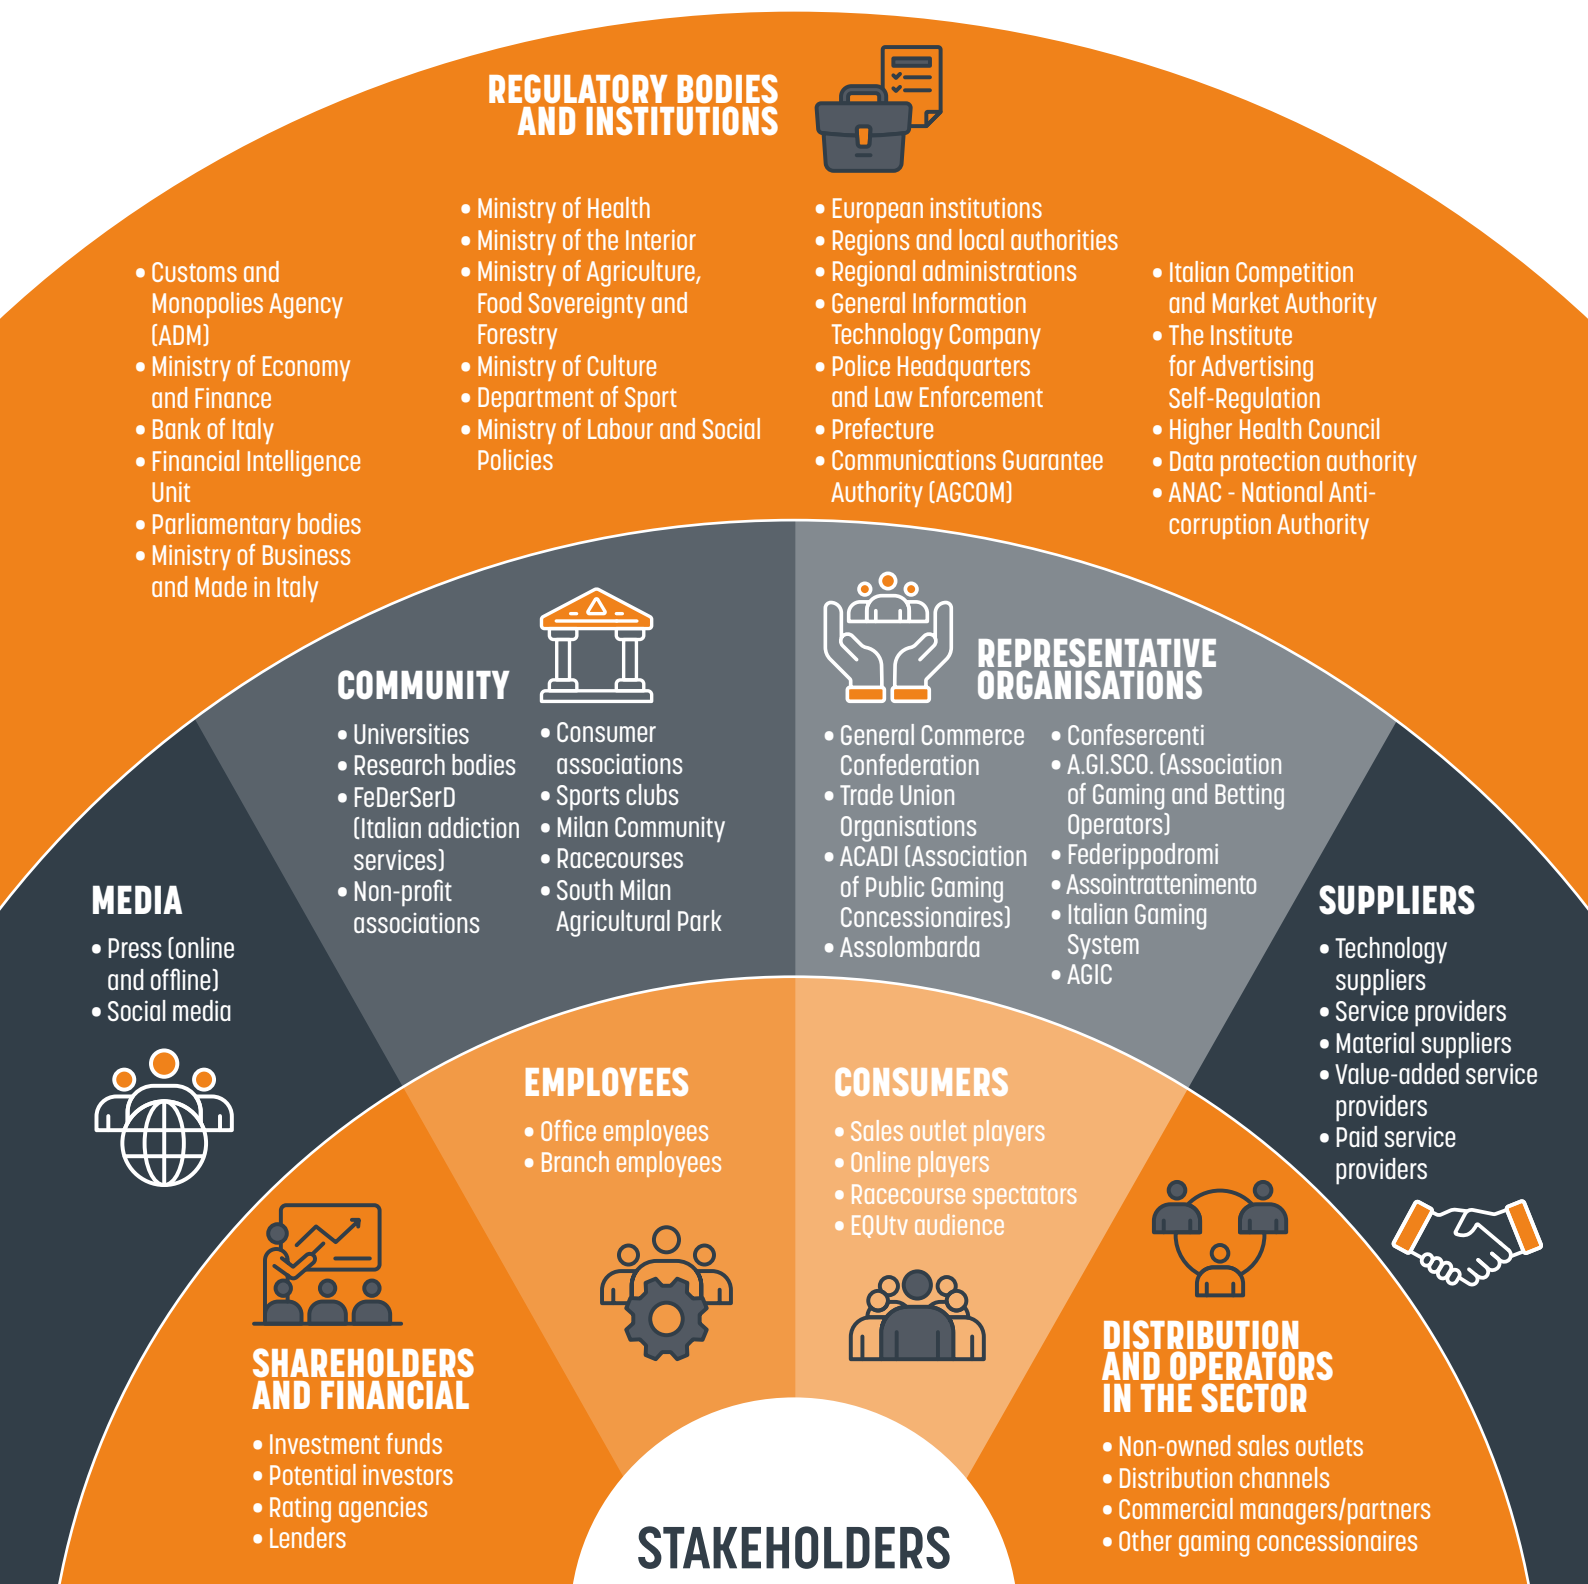 REGULATORY BODIES
AND INSTITUTIONS
• Customs and
Monopolies Agency
(ADM)
• Ministry of Economy
and Finance
• Bank of Italy
• Financial Intelligence
Unit
• Parliamentary bodies
• Ministry of Business
and Made in Italy
• Ministry of Health
• Ministry of the Interior
• Ministry of Agriculture,
Food Sovereignty and
Forestry
• Ministry of Culture
• Department of Sport
• Ministry of Labour and Social
Policies
• European institutions
• Regions and local authorities
• Regional administrations
• General Information
Technology Company
• Police Headquarters
and Law Enforcement
• Prefecture
• Communications Guarantee
Authority (AGCOM)
• Italian Competition
and Market Authority
• The Institute
for Advertising
Self-Regulation
• Higher Health Council
• Data protection authority
• ANAC - National Anti-
corruption Authority
COMMUNITY
• Universities
• Research bodies
• FeDerSerD
(Italian addiction
services)
• Non-profit
associations
• Consumer
associations
• Sports clubs
• Milan Community
• Racecourses
• South Milan
Agricultural Park
REPRESENTATIVE
ORGANISATIONS
• General Commerce
Confederation
• Trade Union
Organisations
• ACADI (Association
of Public Gaming
Concessionaires)
• Assolombarda
• Confesercenti
• A.GI.SCO. (Association
of Gaming and Betting
Operators)
• Federippodromi
• Assointrattenimento
• Italian Gaming
System
• AGIC
MEDIA
• Press (online
and offline)
• Social media
SUPPLIERS
• Technology
suppliers
• Service providers
• Material suppliers
• Value-added service
providers
• Paid service
providers
EMPLOYEES
• Office employees
• Branch employees
CONSUMERS
• Sales outlet players
• Online players
• Racecourse spectators
• EQUtv audience
SHAREHOLDERS
AND FINANCIAL
• Investment funds
• Potential investors
• Rating agencies
• Lenders
DISTRIBUTION
AND OPERATORS
IN THE SECTOR
• Non-owned sales outlets
• Distribution channels
• Commercial managers/partners
• Other gaming concessionaires
STAKEHOLDERS